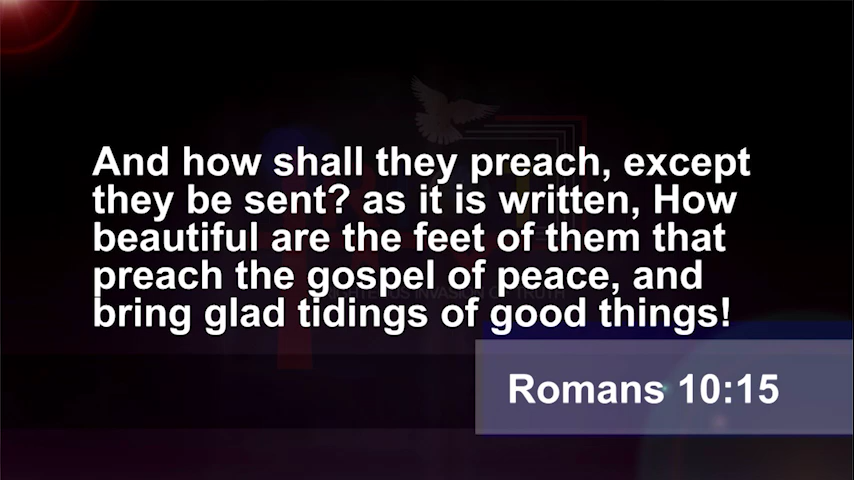 And how shall they preach, except
they be sent? as it is written, How
beautiful are the feet of them that
preach the gospel of peace, and
bring glad tidings of good things!
Romans 10:15